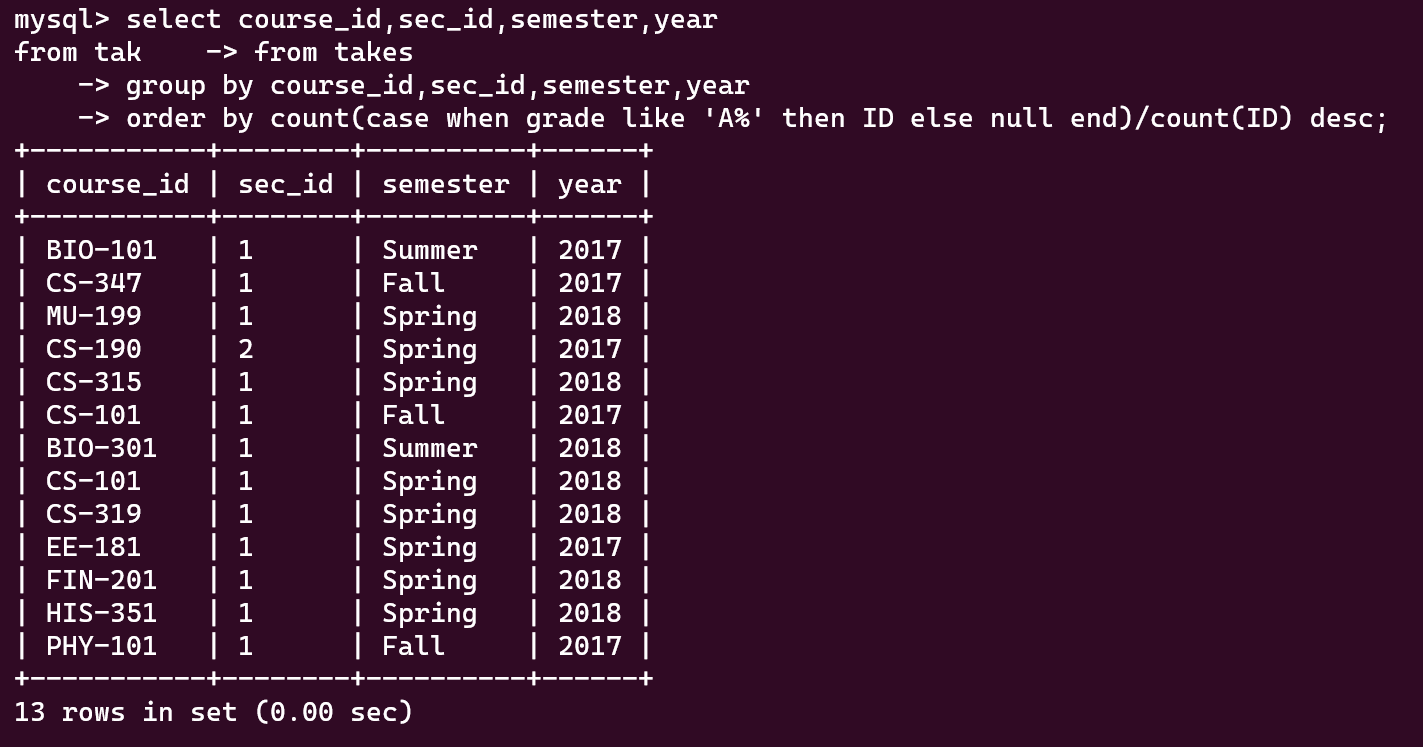 mysql> select course_id,sec_id,semester,year
from tak    -> from takes
    -> group by course_id,sec_id,semester,year
    -> order by count(case when grade like 'A%' then ID else null end)/count(ID) desc;
+-----------+--------+----------+------+
| course_id | sec_id | semester | year |
+-----------+--------+----------+------+
| BIO-101   | 1      | Summer   | 2017 |
| CS-347    | 1      | Fall     | 2017 |
| MU-199    | 1      | Spring   | 2018 |
| CS-190    | 2      | Spring   | 2017 |
| CS-315    | 1      | Spring   | 2018 |
| CS-101    | 1      | Fall     | 2017 |
| BIO-301   | 1      | Summer   | 2018 |
| CS-101    | 1      | Spring   | 2018 |
| CS-319    | 1      | Spring   | 2018 |
| EE-181    | 1      | Spring   | 2017 |
| FIN-201   | 1      | Spring   | 2018 |
| HIS-351   | 1      | Spring   | 2018 |
| PHY-101   | 1      | Fall     | 2017 |
+-----------+--------+----------+------+
13 rows in set (0.00 sec)